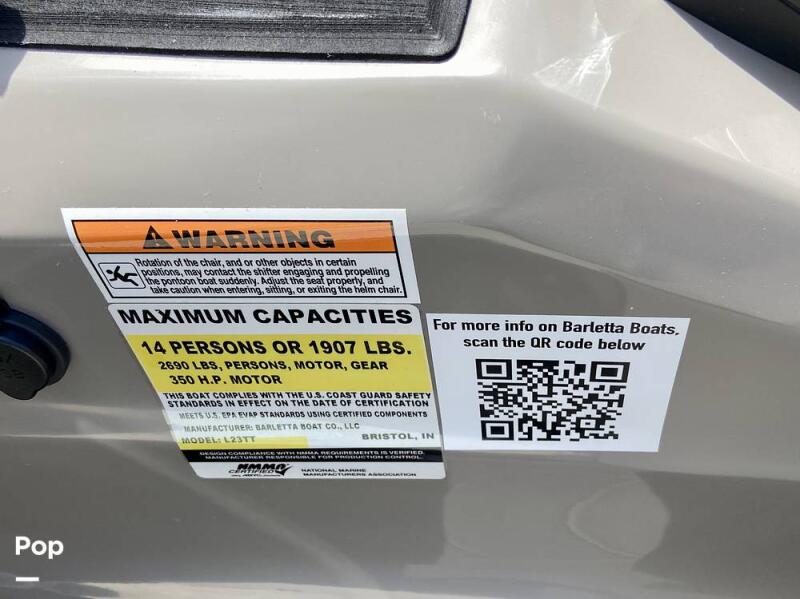 WARNING
Rotation of the chair, and or other objects in certain
positions, may contact the shifter engaging and propelling
the pontoon boat suddenly. Adjust the seat properly, and
take caution when entering, sitting, or exiting the helm chair.
MAXIMUM CAPACITIES
14 PERSONS OR 1907 LBS.
2690 LBS, PERSONS, MOTOR, GEAR
350 H.P. MOTOR
THIS BOAT COMPLIES WITH THE U.S. COAST GUARD SAFETY
STANDARDS IN EFFECT ON THE DATE OF CERTIFICATION
MEETS U.S. EPA EVAP STANDARDS USING CERTIFIED COMPONENTS
MANUFACTURER: BARLETTA BOAT CO., LLC
MODEL: L23TT BRISTOL, IN
DESIGN COMPLIANCE WITH NMMA REQUIREMENTS IS VERIFIED.
MANUFACTURER RESPONSIBLE FOR PRODUCTION CONTROL.
NMMA
CERTIFIED
NATIONAL MARINE
MANUFACTURERS ASSOCIATION
For more info on Barletta Boats,
scan the QR code below
Pop